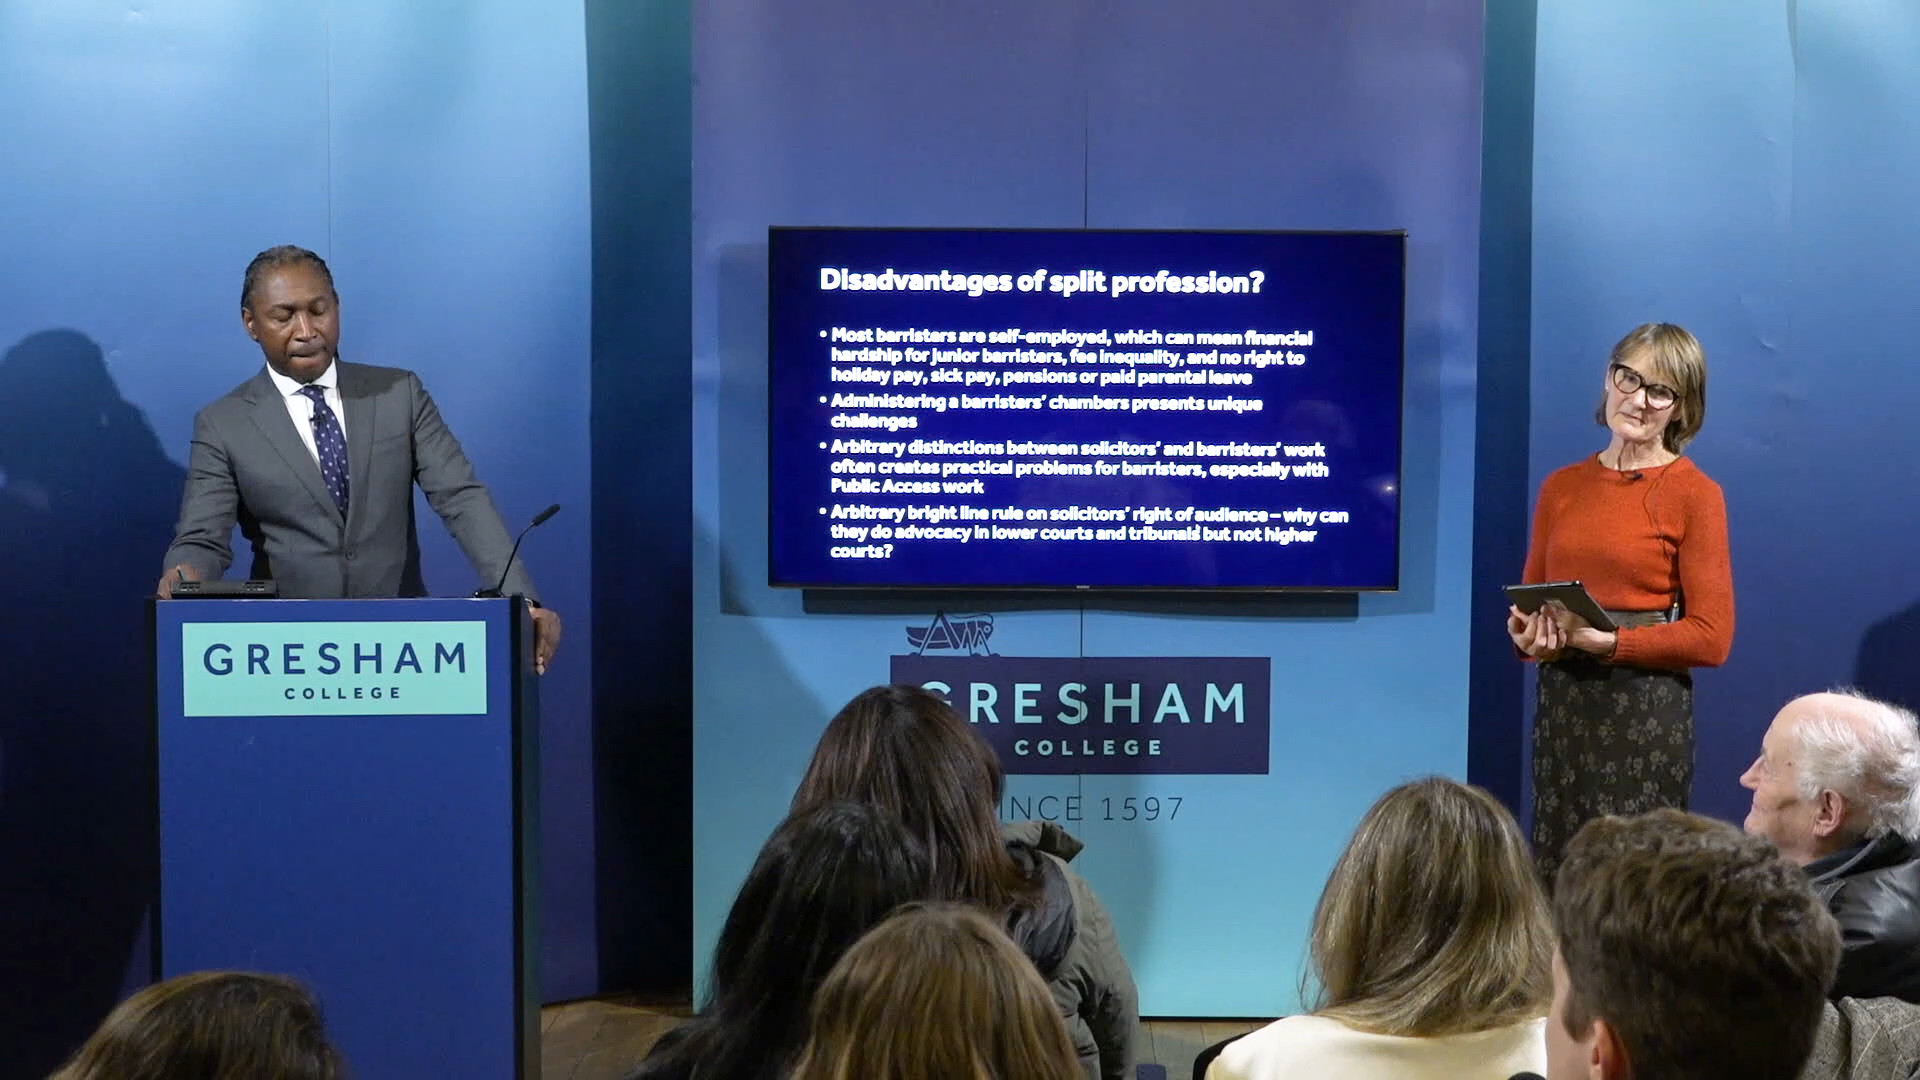 Disadvantages of split profession?
• Most barristers are self-employed, which can mean financial
hardship for junior barristers, fee inequality, and no right to
holiday pay, sick pay, pensions or paid parental leave
• Administering a barristers' chambers presents unique
challenges
• Arbitrary distinctions between solicitors' and barristers' work
often creates practical problems for barristers, especially with
Public Access work
• Arbitrary bright line rule on solicitors' right of audience – why can
they do advocacy in lower courts and tribunals but not higher
courts?
GRESHAM
COLLEGE
GRESHAM
COLLEGE
INCE 1597